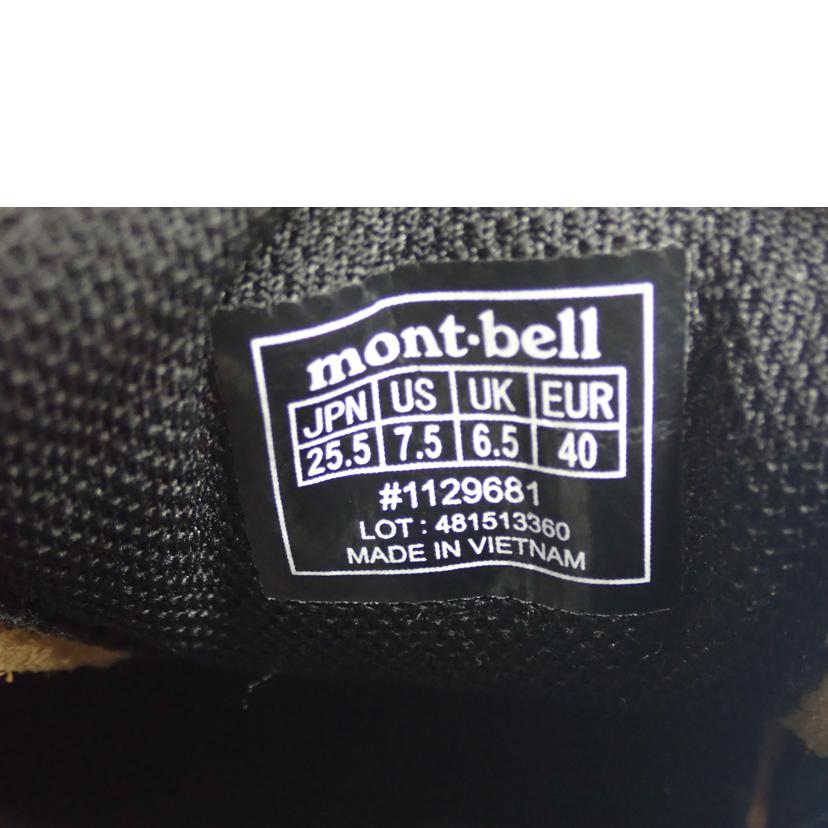 mont·bell
JPN US UK EUR
25.5 7.5 6.5 40
#1129681
LOT : 481513360
MADE IN VIETNAM